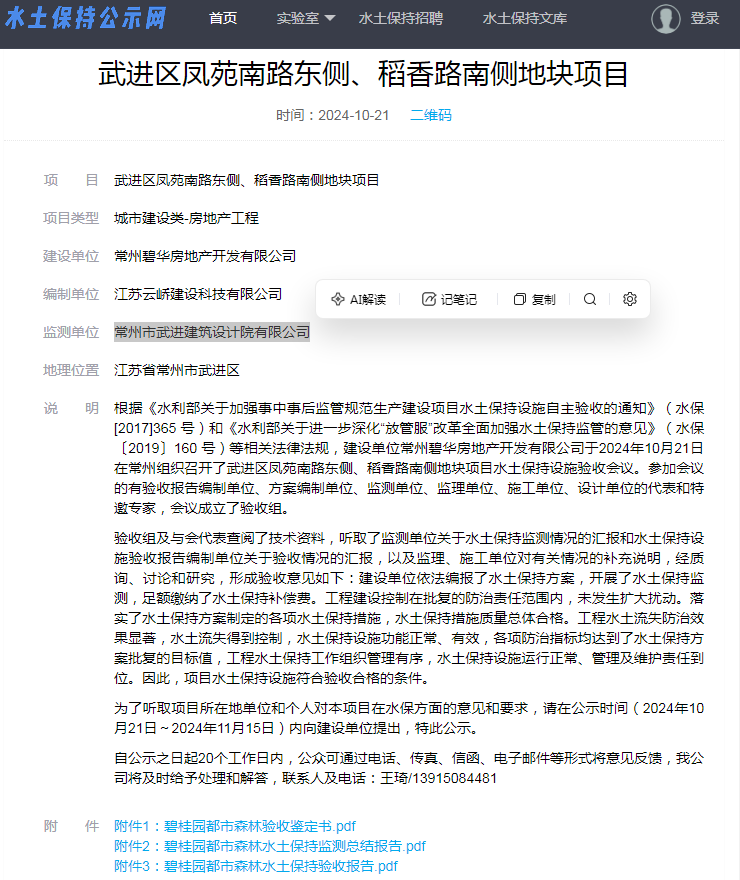 水土保持公示网 首页 实验室 水土保持招聘 水土保持文库 登录
武进区凤苑南路东侧、稻香路南侧地块项目
时间：2024-10-21 二维码
项 目 武进区凤苑南路东侧、稻香路南侧地块项目
项目类型 城市建设类-房地产工程
建设单位 常州碧华房地产开发有限公司
编制单位 江苏云峤建设科技有限公司
AI解读 记笔记 复制
监测单位 常州市武进建筑设计院有限公司
地理位置 江苏省常州市武进区
说 明 根据《水利部关于加强事中事后监管规范生产建设项目水土保持设施自主验收的通知》（水保
[2017]365 号）和《水利部关于进一步深化“放管服”改革全面加强水土保持监管的意见》（水保
〔2019〕160 号）等相关法律法规，建设单位常州碧华房地产开发有限公司于2024年10月21日
在常州组织召开了武进区凤苑南路东侧、稻香路南侧地块项目水土保持设施验收会议。参加会议
的有验收报告编制单位、方案编制单位、监测单位、监理单位、施工单位、设计单位的代表和特
邀专家，会议成立了验收组。
验收组及与会代表查阅了技术资料，听取了监测单位关于水土保持监测情况的汇报和水土保持设
施验收报告编制单位关于验收情况的汇报，以及监理、施工单位对有关情况的补充说明，经质
询、讨论和研究，形成验收意见如下：建设单位依法编报了水土保持方案，开展了水土保持监
测，足额缴纳了水土保持补偿费。工程建设控制在批复的防治责任范围内，未发生扩大扰动。落
实了水土保持方案制定的各项水土保持措施，水土保持措施质量总体合格。工程水土流失防治效
果显著，水土流失得到控制，水土保持设施功能正常、有效，各项防治指标均达到了水土保持方
案批复的目标值，工程水土保持工作组织管理有序，水土保持设施运行正常、管理及维护责任到
位。因此，项目水土保持设施符合验收合格的条件。
为了听取项目所在地单位和个人对本项目在水保方面的意见和要求，请在公示时间（2024年10
月21日～2024年11月15日）内向建设单位提出，特此公示。
自公示之日起20个工作日内，公众可通过电话、传真、信函、电子邮件等形式将意见反馈，我公
司将及时给予处理和解答，联系人及电话：王琦/13915084481
附 件 附件1：碧桂园都市森林验收鉴定书.pdf
附件2：碧桂园都市森林水土保持监测总结报告.pdf
附件3：碧桂园都市森林水土保持验收报告.pdf